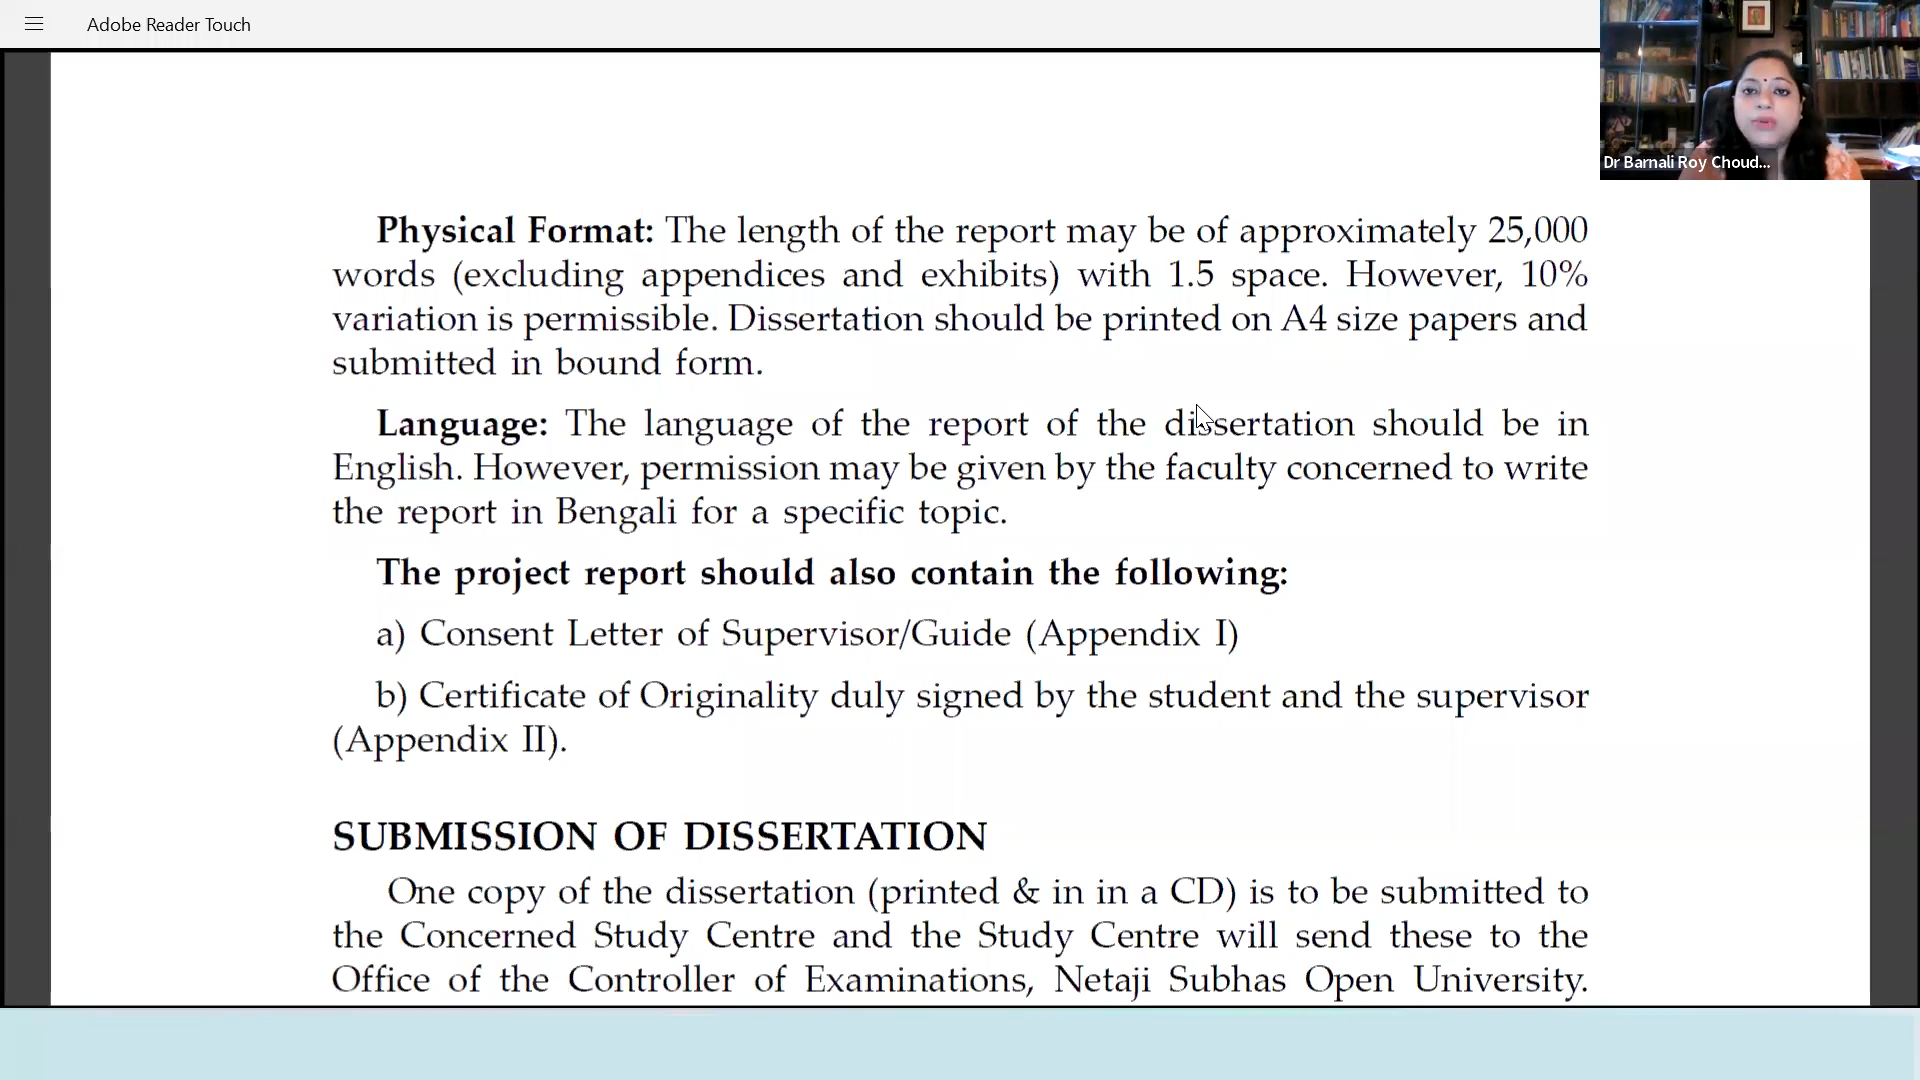 Adobe Reader Touch
Dr Barnali Roy Choud...
Physical Format: The length of the report may be of approximately 25,000
words (excluding appendices and exhibits) with 1.5 space. However, 10%
variation is permissible. Dissertation should be printed on A4 size papers and
submitted in bound form.
Language: The language of the report of the dissertation should be in
English. However, permission may be given by the faculty concerned to write
the report in Bengali for a specific topic.
The project report should also contain the following:
a) Consent Letter of Supervisor/Guide (Appendix I)
b) Certificate of Originality duly signed by the student and the supervisor
(Appendix II).
SUBMISSION OF DISSERTATION
One copy of the dissertation (printed & in in a CD) is to be submitted to
the Concerned Study Centre and the Study Centre will send these to the
Office of the Controller of Examinations, Netaji Subhas Open University.